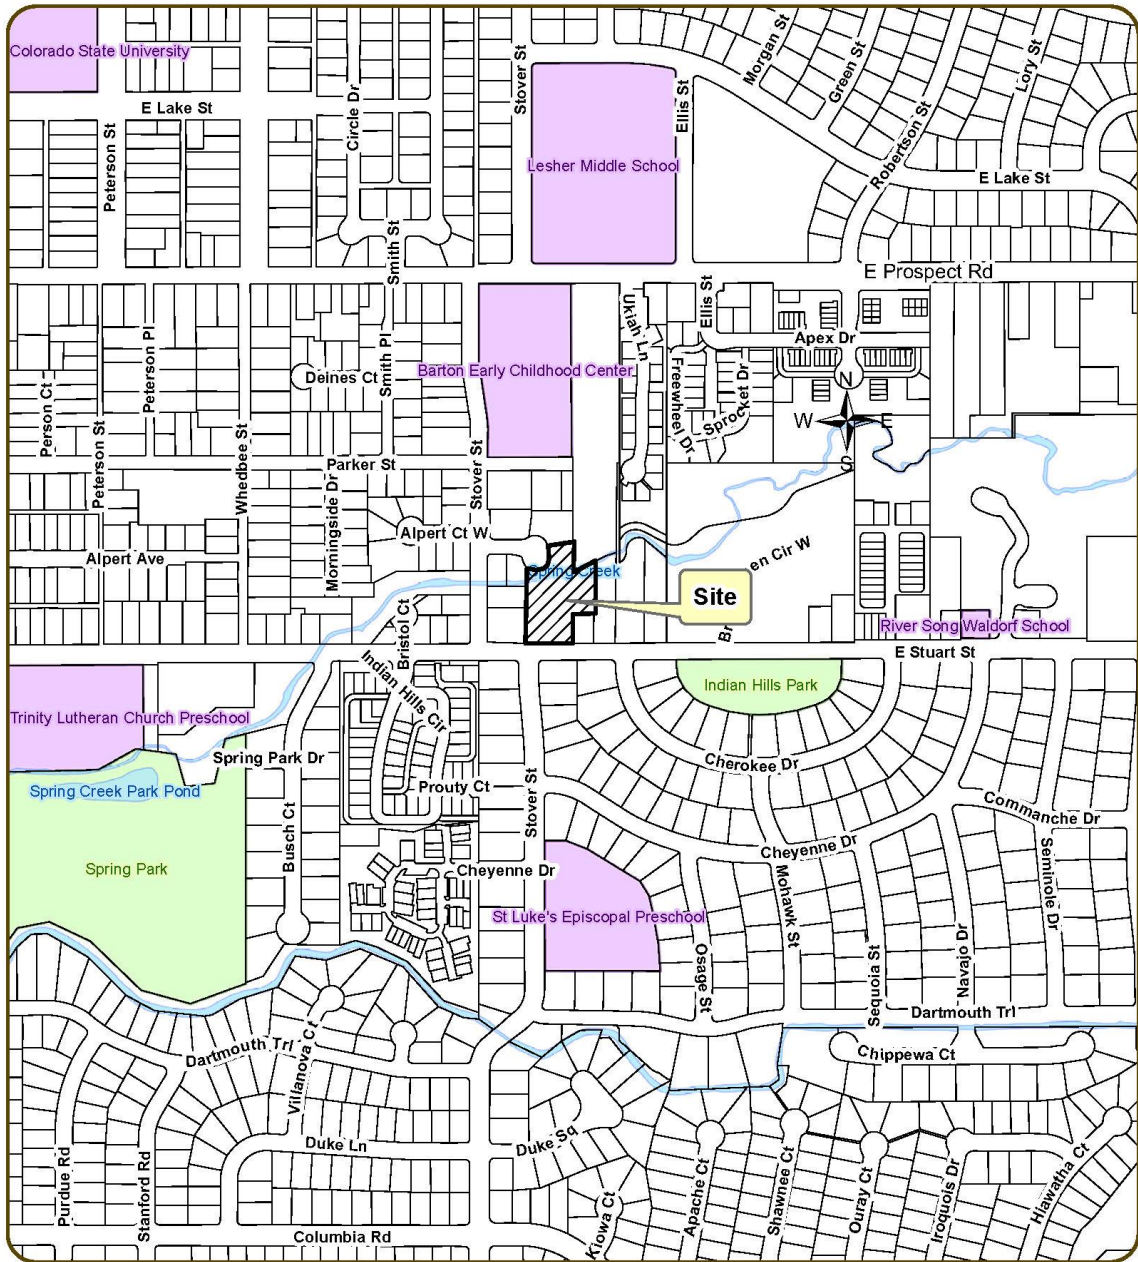 Colorado State University
E Lake St
Peterson St
Circle Dr
Stover St
Ellis St
Morgan St
Green St
Lory St
Robertson St
Lesher Middle School
E Lake St
Smith St
E Prospect Rd
Ukiah Ln
Ellis St
Apex Dr
Peterson Pl
Smith Pl
Deines Ct
Barton Early Childhood Center
Freewheel Dr
Sprocket Dr
N
W
E
S
Person Ct
Peterson St
Whedbee St
Parker St
Morningside Dr
Stover St
Alpert Ct W
Alpert Ave
Spring Creek
en Cir W
Br
Site
Bristol Ct
River Song Waldorf School
E Stuart St
Indian Hills Cir
Indian Hills Park
Trinity Lutheran Church Preschool
Spring Park Dr
Cherokee Dr
Spring Creek Park Pond
Prouty Ct
Stover St
Commanche Dr
Busch Ct
Cheyenne Dr
Seminole Dr
Spring Park
Cheyenne Dr
Mohawk St
St Luke's Episcopal Preschool
Osage St
Sequoia St
Navajo Dr
Dartmouth Trl
Dartmouth Trl
Villanova Ct
Chippewa Ct
Duke Ln
Duke Sq
Purdue Rd
Stanford Rd
Columbia Rd
Kiowa Ct
Apache Ct
Shawnee Ct
Ouray Ct
Iroquois Dr
Hiawatha Ct